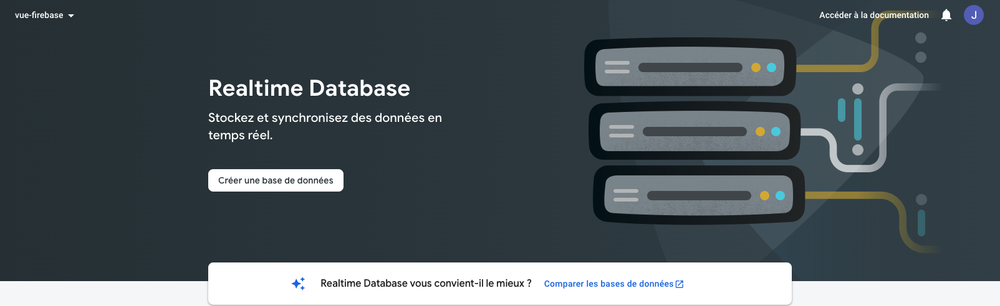 vue-firebase
Accéder à la documentation
J
Realtime Database
Stockez et synchronisez des données en
temps réel.
Créer une base de données
Realtime Database vous convient-il le mieux ?
Comparer les bases de données